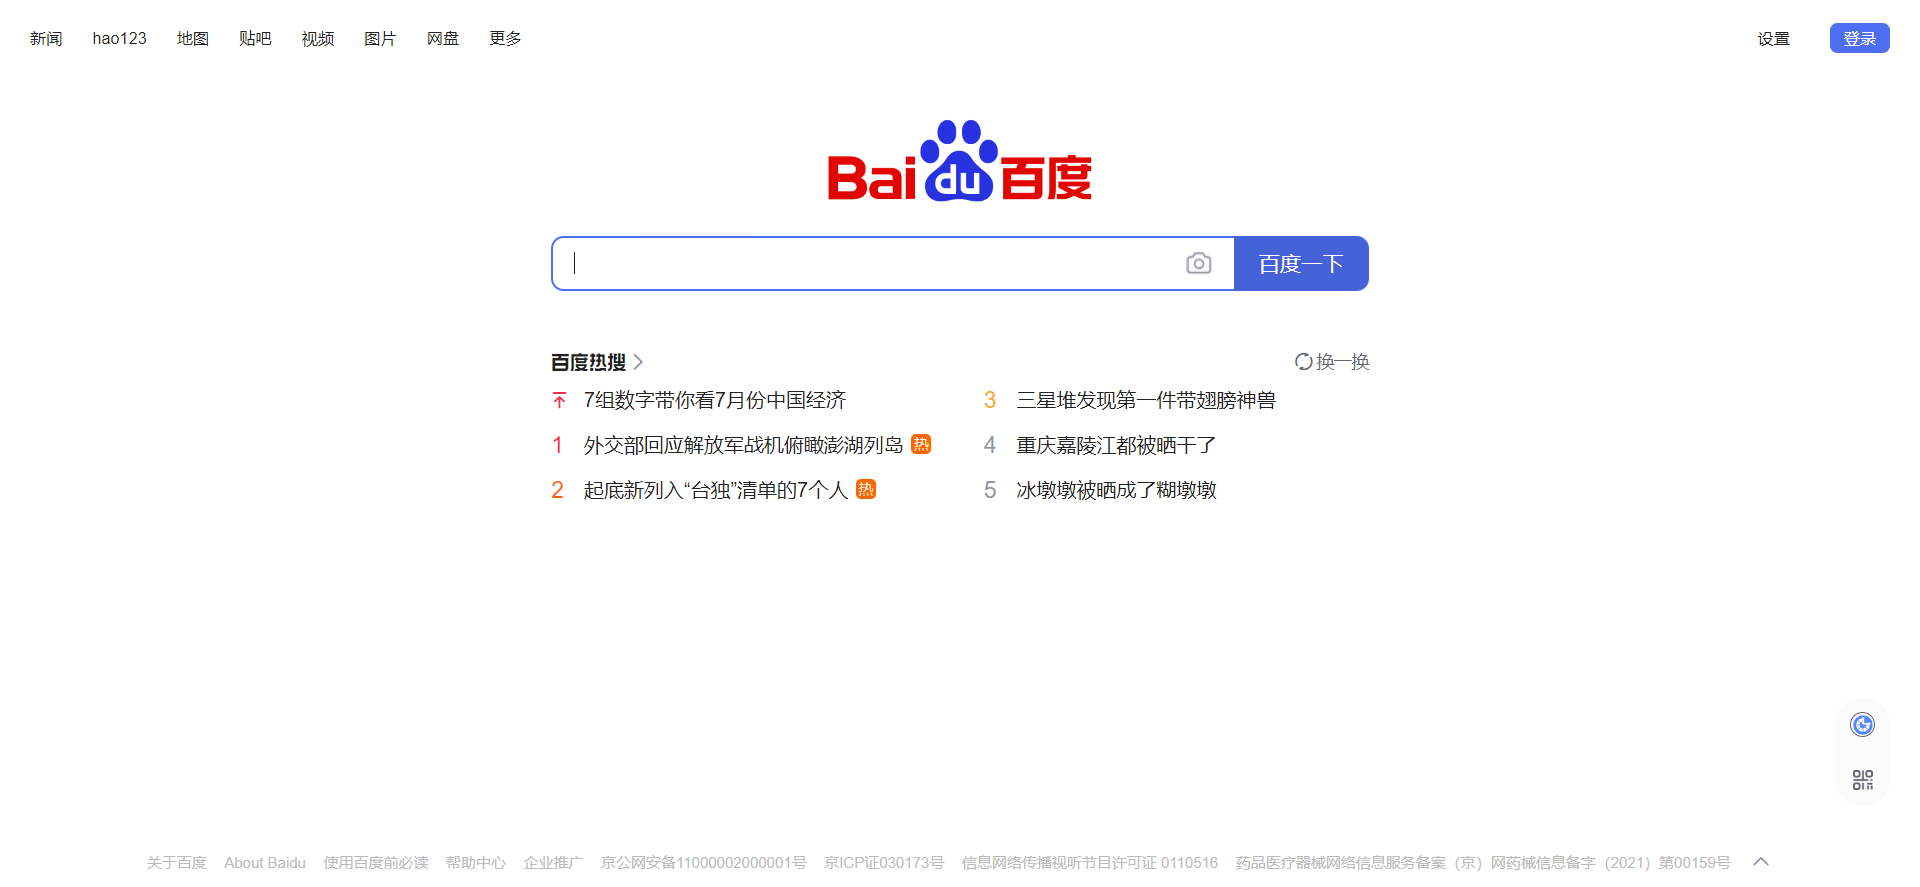 新闻 hao123 地图 贴吧 视频 图片 网盘 更多 设置 登录
Bai du 百度
百度一下
百度热搜 换一换
7组数字带你看7月份中国经济
3 三星堆发现第一件带翅膀神兽
1 外交部回应解放军战机俯瞰澎湖列岛 热
4 重庆嘉陵江都被晒干了
2 起底新列入“台独”清单的7个人 热
5 冰墩墩被晒成了糊墩墩
关于百度 About Baidu 使用百度前必读 帮助中心 企业推广 京公网安备11000002000001号 京ICP证030173号 信息网络传播视听节目许可证 0110516 药品医疗器械网络信息服务备案（京）网药械信息备字（2021）第00159号